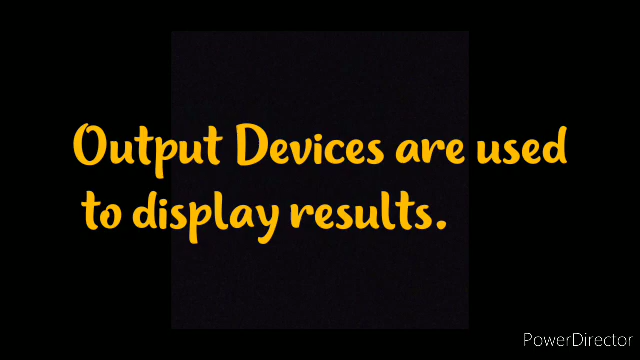 Output Devices are used
to display results.
PowerDirector